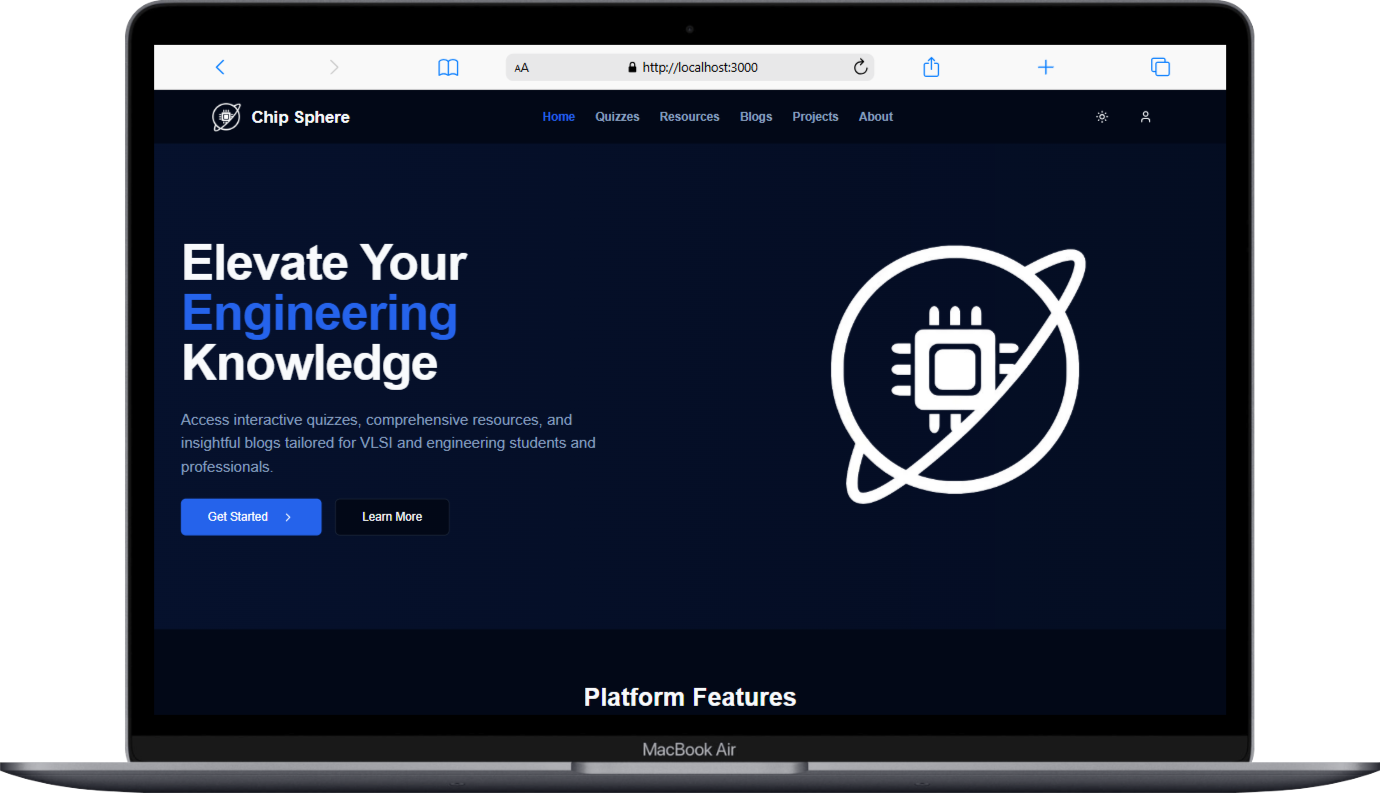 AA http://localhost:3000
Chip Sphere Home Quizzes Resources Blogs Projects About
Elevate Your
Engineering
Knowledge
Access interactive quizzes, comprehensive resources, and
insightful blogs tailored for VLSI and engineering students and
professionals.
Get Started Learn More
Platform Features
MacBook Air